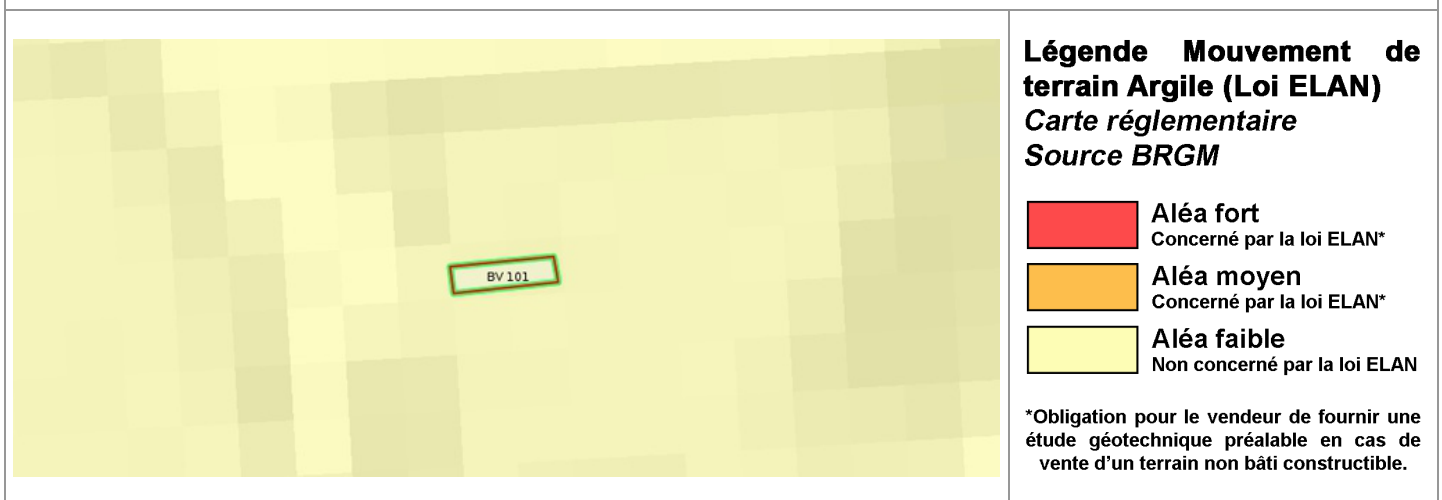 BV 101
Légende Mouvement de
terrain Argile (Loi ELAN)
Carte réglementaire
Source BRGM
Aléa fort
Concerné par la loi ELAN*
Aléa moyen
Concerné par la loi ELAN*
Aléa faible
Non concerné par la loi ELAN
*Obligation pour le vendeur de fournir une
étude géotechnique préalable en cas de
vente d’un terrain non bâti constructible.